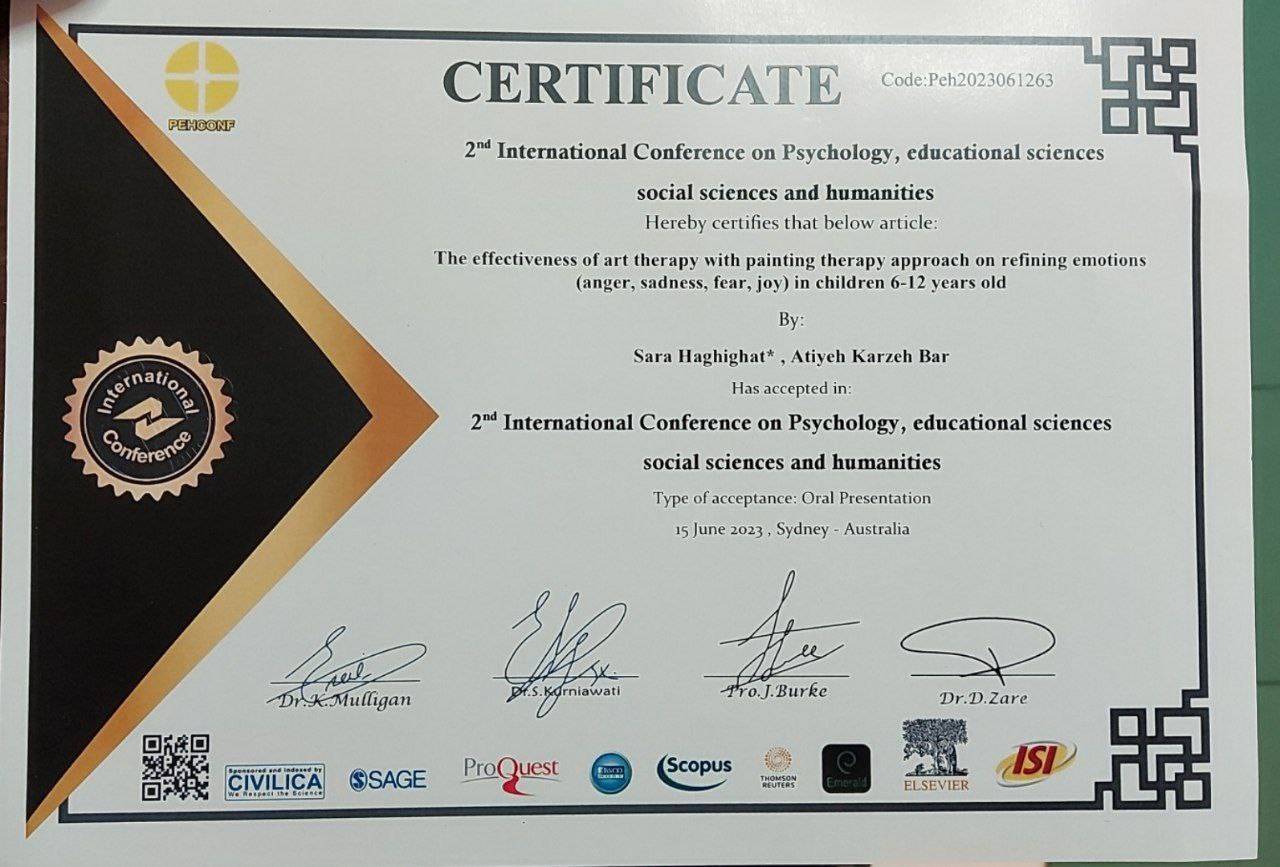 CERTIFICATE
Code:Peh2023061263
PEHCONF
2nd International Conference on Psychology, educational sciences
social sciences and humanities
Hereby certifies that below article:
The effectiveness of art therapy with painting therapy approach on refining emotions
(anger, sadness, fear, joy) in children 6-12 years old
By:
Sara Haghighat* , Atiyeh Karzeh Bar
Has accepted in:
2nd International Conference on Psychology, educational sciences
social sciences and humanities
Type of acceptance: Oral Presentation
15 June 2023 , Sydney - Australia
International
Conference
Dr.K.Mulligan
Dr.S.Kurniawati
Pro.J.Burke
Dr.D.Zare
Sponsored and Indexed by
CIVILICA
We Respect the Science
SAGE
ProQuest
Scopus
THOMSON
REUTERS
Emerald
ELSEVIER
ISI